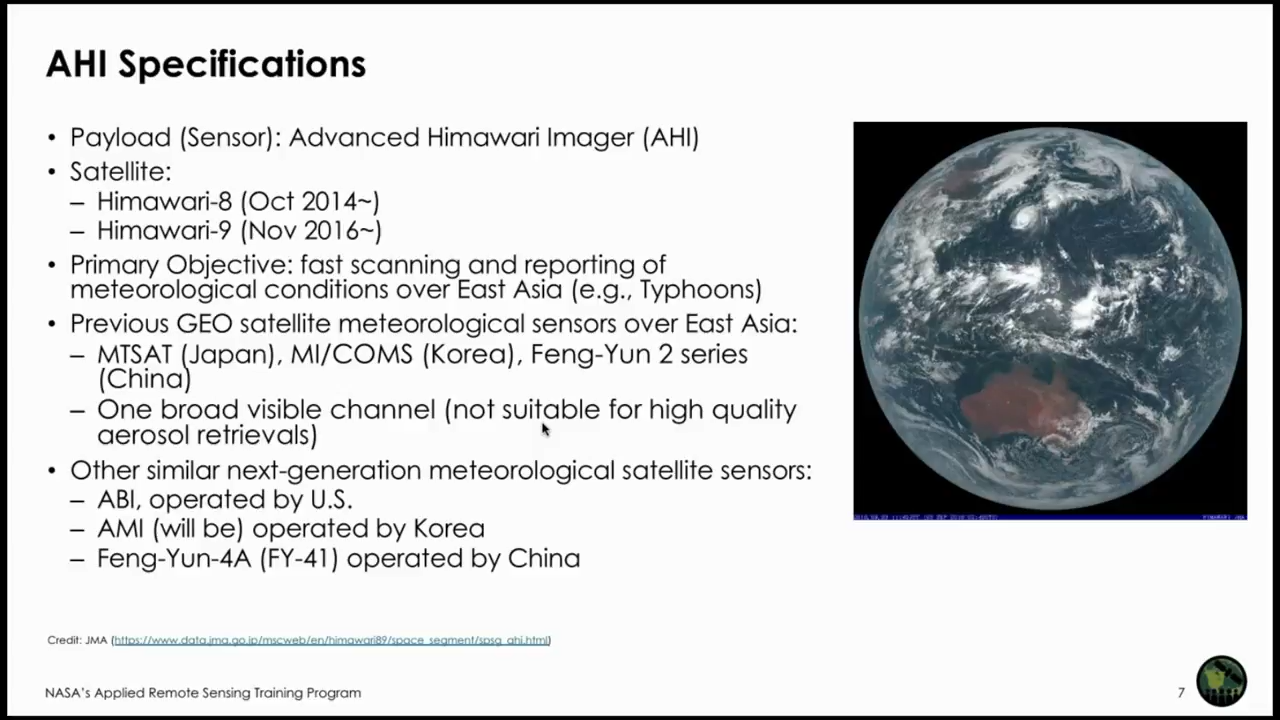 AHI Specifications
• Payload (Sensor): Advanced Himawari Imager (AHI)
• Satellite:
– Himawari-8 (Oct 2014~)
– Himawari-9 (Nov 2016~)
• Primary Objective: fast scanning and reporting of
meteorological conditions over East Asia (e.g., Typhoons)
• Previous GEO satellite meteorological sensors over East Asia:
– MTSAT (Japan), MI/COMS (Korea), Feng-Yun 2 series
(China)
– One broad visible channel (not suitable for high quality
aerosol retrievals)
• Other similar next-generation meteorological satellite sensors:
– ABI, operated by U.S.
– AMI (will be) operated by Korea
– Feng-Yun-4A (FY-41) operated by China
Credit: JMA (https://www.data.jma.go.jp/mscweb/en/himawari89/space_segment/spsg_ahi.html)
NASA's Applied Remote Sensing Training Program
7